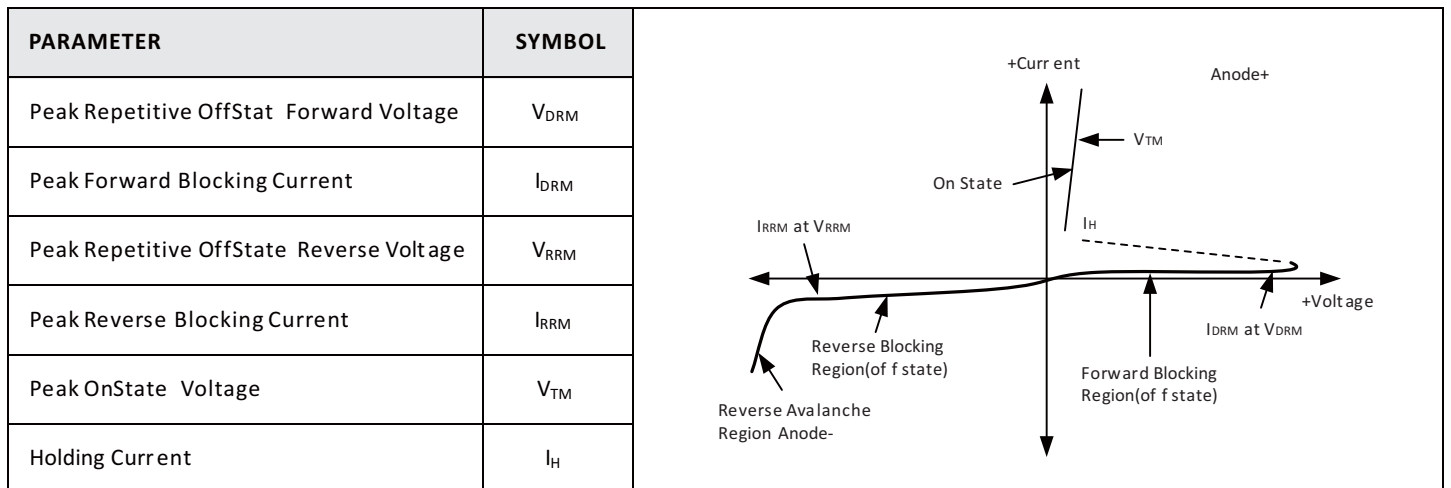 PARAMETER SYMBOL
Peak Repetitive OffStat Forward Voltage VDRM
Peak Forward Blocking Current IDRM
Peak Repetitive OffState Reverse Voltage VRRM
Peak Reverse Blocking Current IRRM
Peak OnState Voltage VTM
Holding Current IH
+Curr ent
Anode+
VTM
On State
IH
IRRM at VRRM
+Voltage
IDRM at VDRM
Reverse Blocking
Region(of f state)
Forward Blocking
Region(of f state)
Reverse Avalanche
Region Anode-